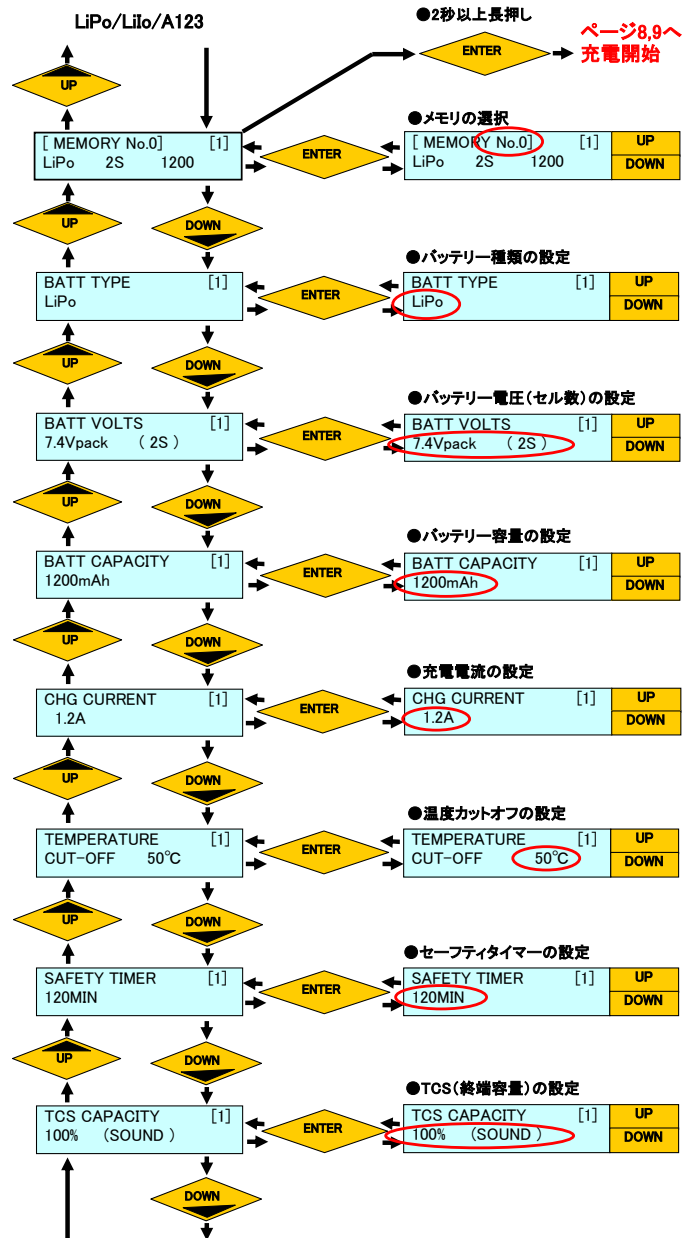 LiPo/LiIo/A123
●2秒以上長押し
ENTER
ページ8,9へ
充電開始
UP
●メモリの選択
[ MEMORY No.0] [1]
LiPo 2S 1200
ENTER
[ MEMORY No.0] [1]
LiPo 2S 1200
UP
DOWN
UP
DOWN
●バッテリー種類の設定
BATT TYPE [1]
LiPo
ENTER
BATT TYPE [1]
LiPo
UP
DOWN
UP
DOWN
●バッテリー電圧(セル数)の設定
BATT VOLTS [1]
7.4Vpack ( 2S )
ENTER
BATT VOLTS [1]
7.4Vpack ( 2S )
UP
DOWN
UP
DOWN
●バッテリー容量の設定
BATT CAPACITY [1]
1200mAh
ENTER
BATT CAPACITY [1]
1200mAh
UP
DOWN
UP
DOWN
●充電電流の設定
CHG CURRENT [1]
1.2A
ENTER
CHG CURRENT [1]
1.2A
UP
DOWN
UP
DOWN
●温度カットオフの設定
TEMPERATURE [1]
CUT-OFF 50℃
ENTER
TEMPERATURE [1]
CUT-OFF 50℃
UP
DOWN
UP
DOWN
●セーフティタイマーの設定
SAFETY TIMER [1]
120MIN
ENTER
SAFETY TIMER [1]
120MIN
UP
DOWN
UP
DOWN
●TCS(終端容量)の設定
TCS CAPACITY [1]
100% (SOUND )
ENTER
TCS CAPACITY [1]
100% (SOUND )
UP
DOWN
DOWN